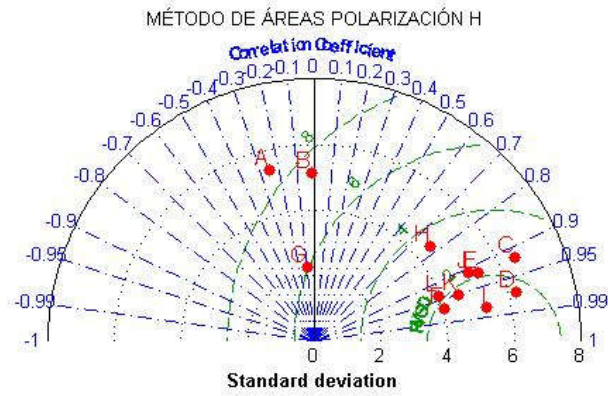 MÉTODO DE ÁREAS POLARIZACIÓN H
Correlation Coefficient
-1 -0.99 -0.95 -0.9 -0.8 -0.7 -0.6 -0.5 -0.4 -0.3 -0.2 -0.1 0 0.1 0.2 0.3 0.4 0.5 0.6 0.7 0.8 0.9 0.95 0.99 1
8
A B
G H C
J E
D
L K
I
0 2 4 6 8
Standard deviation